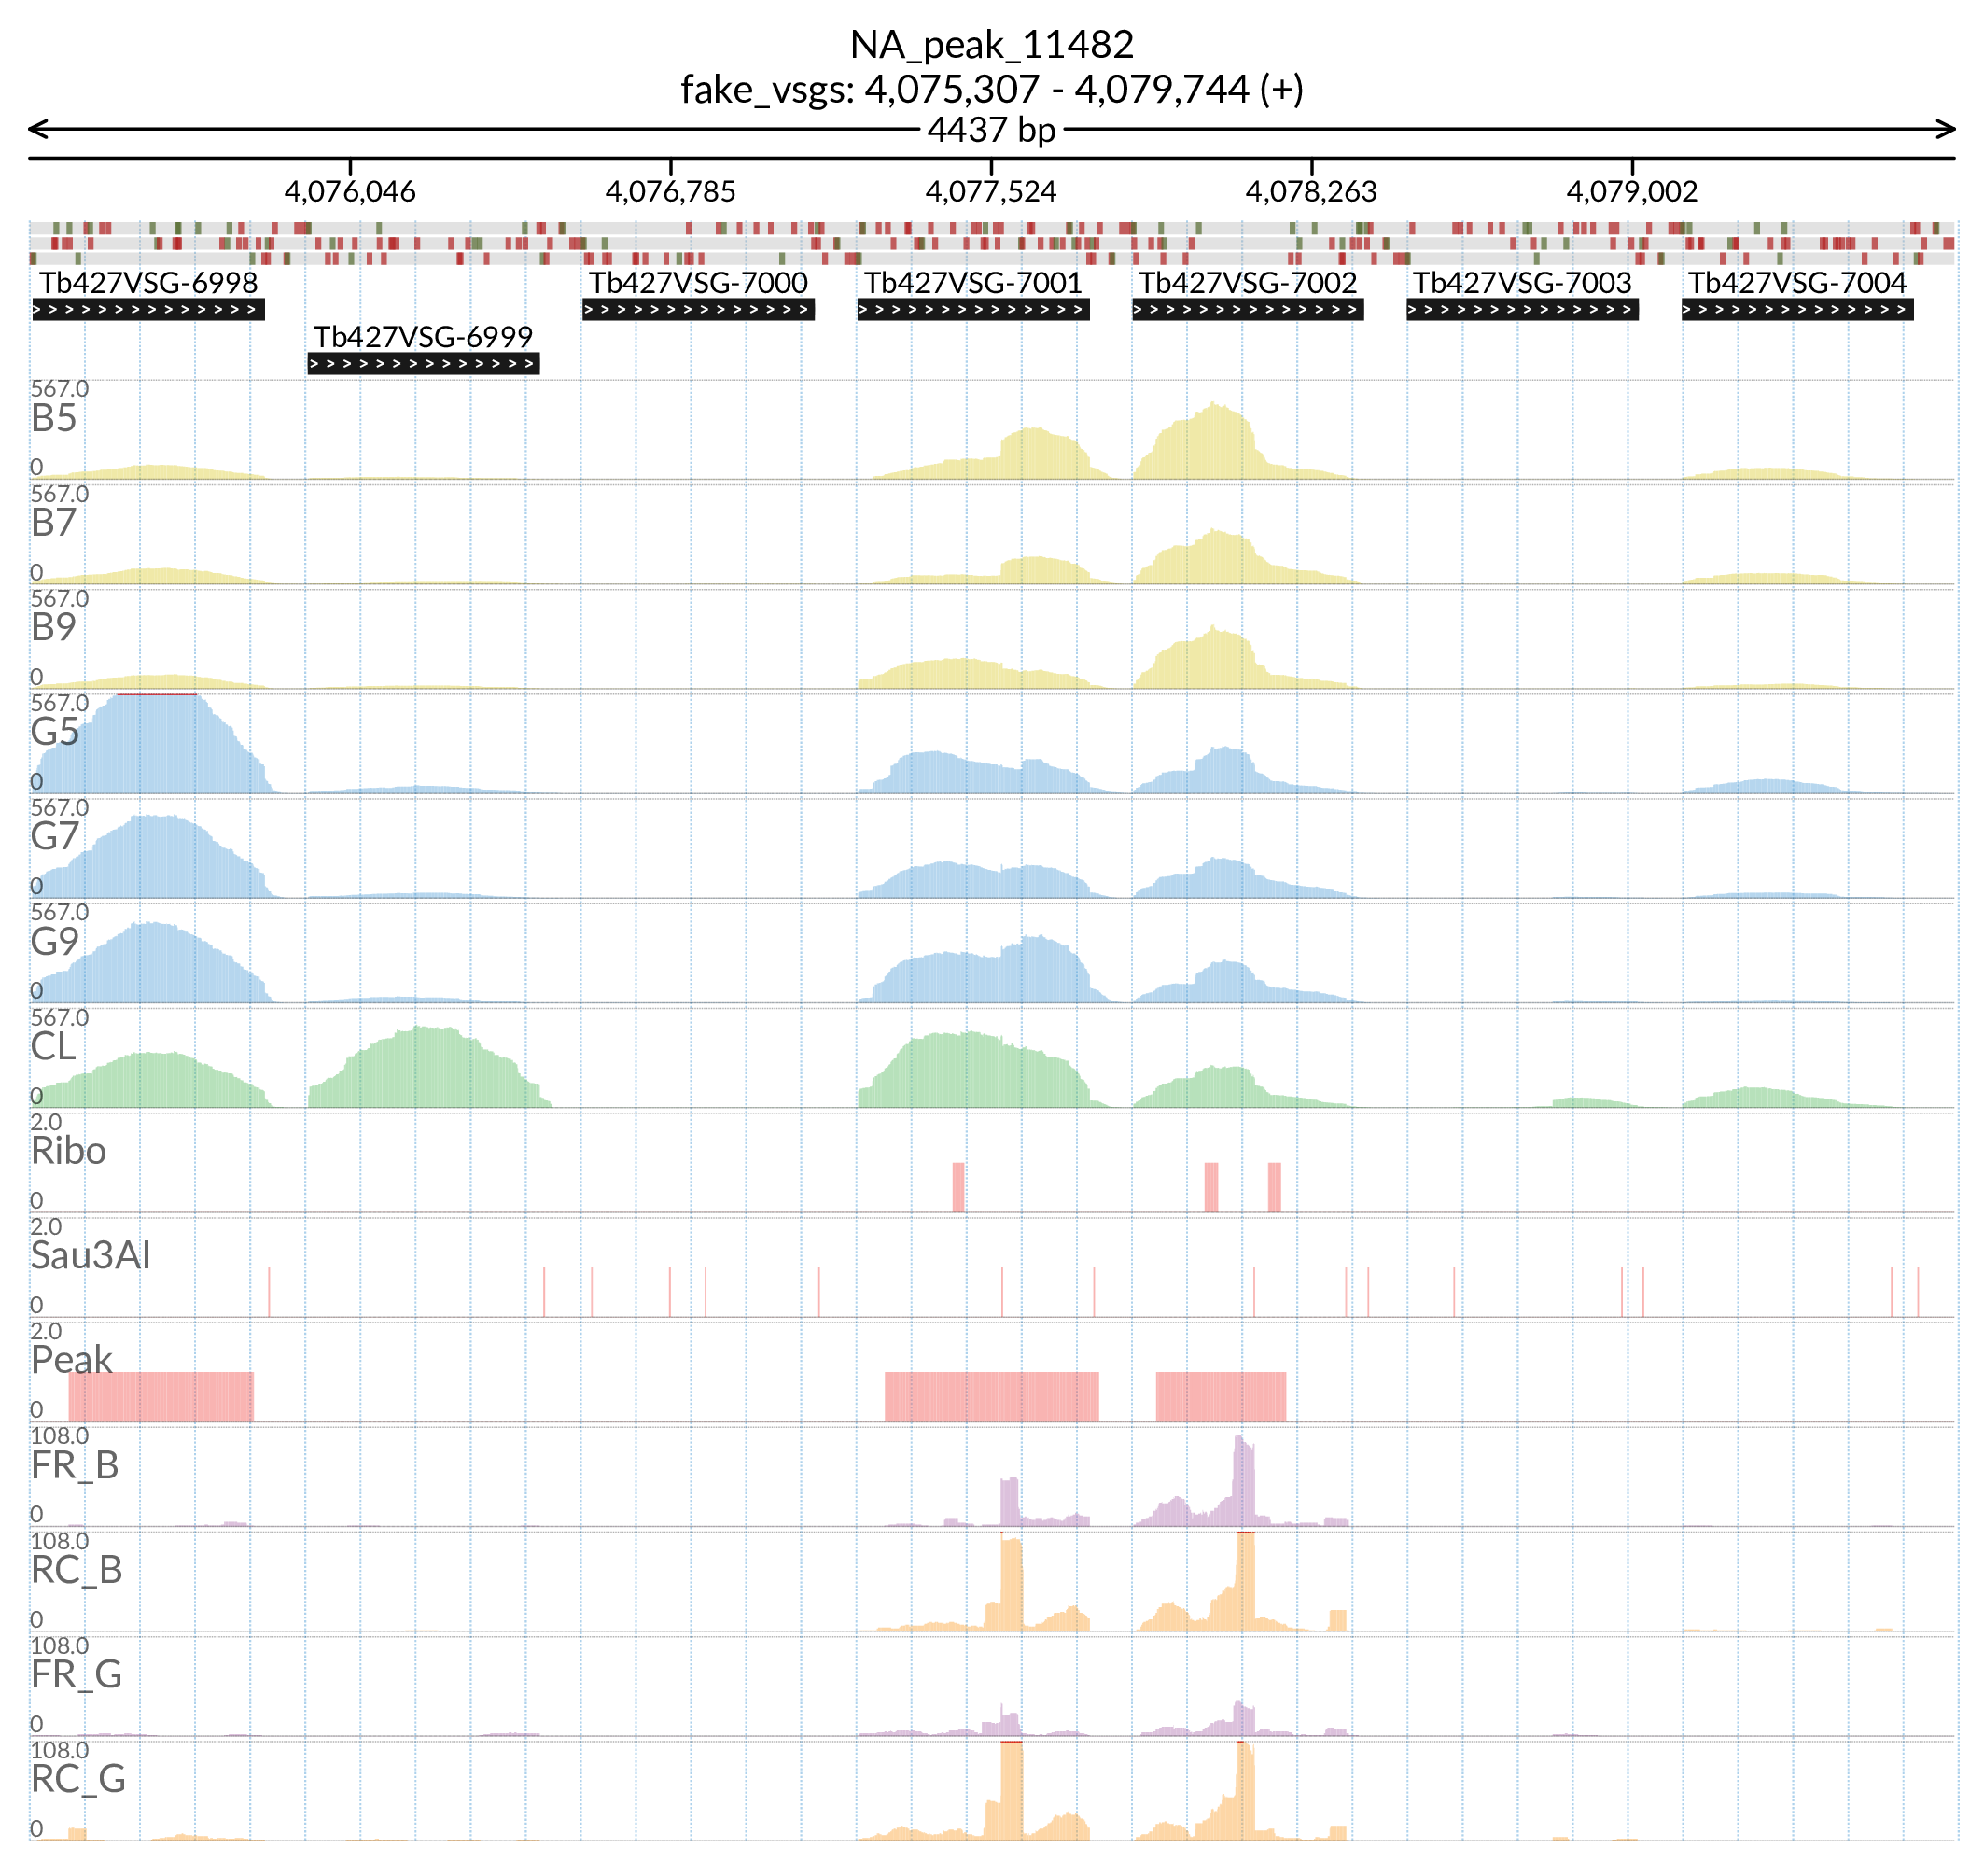 NA_peak_11482
fake_vsgs: 4,075,307 - 4,079,744 (+)
4437 bp
4,076,046 4,076,785 4,077,524 4,078,263 4,079,002
Tb427VSG-6998 Tb427VSG-7000 Tb427VSG-7001 Tb427VSG-7002 Tb427VSG-7003 Tb427VSG-7004
Tb427VSG-6999
567.0
B5
0
567.0
B7
0
567.0
B9
0
567.0
G5
0
567.0
G7
0
567.0
G9
0
567.0
CL
0
2.0
Ribo
0
2.0
Sau3AI
0
2.0
Peak
0
108.0
FR_B
0
108.0
RC_B
0
108.0
FR_G
0
108.0
RC_G
0